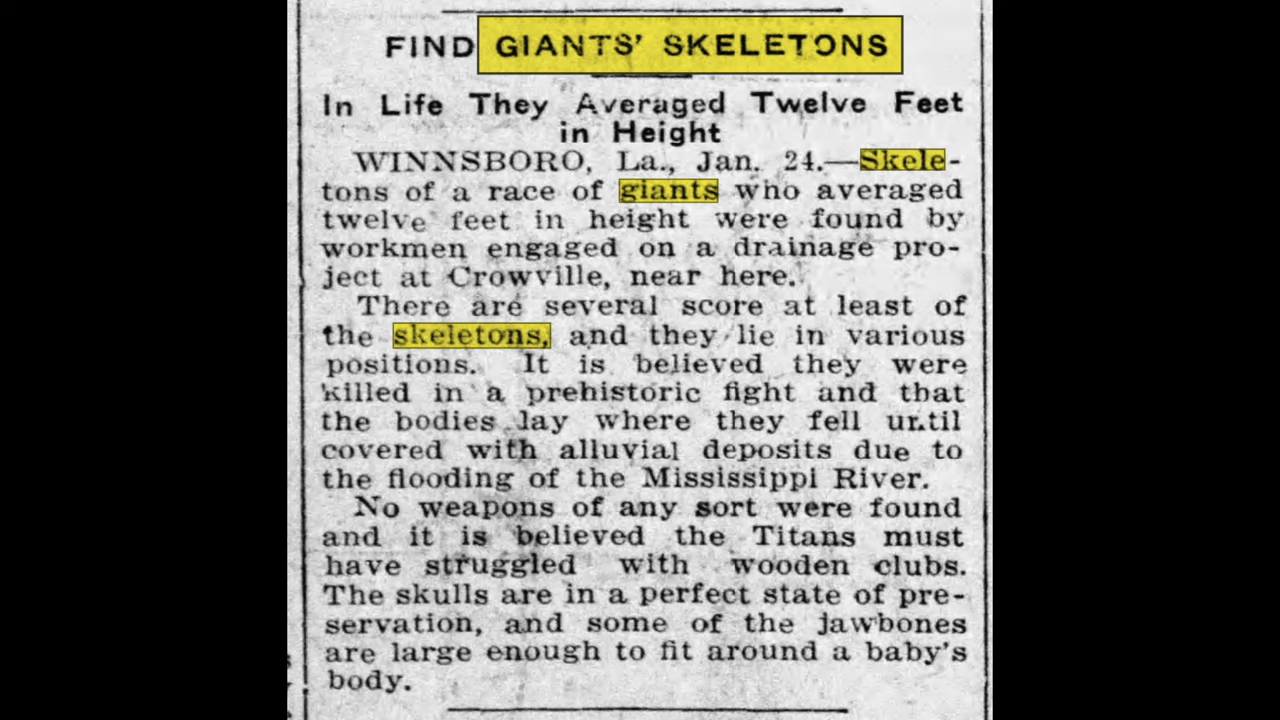 FIND GIANTS' SKELETONS
In Life They Averaged Twelve Feet
in Height
WINNSBORO, La., Jan. 24.—Skele-
tons of a race of giants who averaged
twelve feet in height were found by
workmen engaged on a drainage pro-
ject at Crowville, near here.
There are several score at least of
the skeletons, and they lie in various
positions. It is believed they were
killed in a prehistoric fight and that
the bodies lay where they fell until
covered with alluvial deposits due to
the flooding of the Mississippi River.
No weapons of any sort were found
and it is believed the Titans must
have struggled with wooden clubs.
The skulls are in a perfect state of pre-
servation, and some of the jawbones
are large enough to fit around a baby's
body.